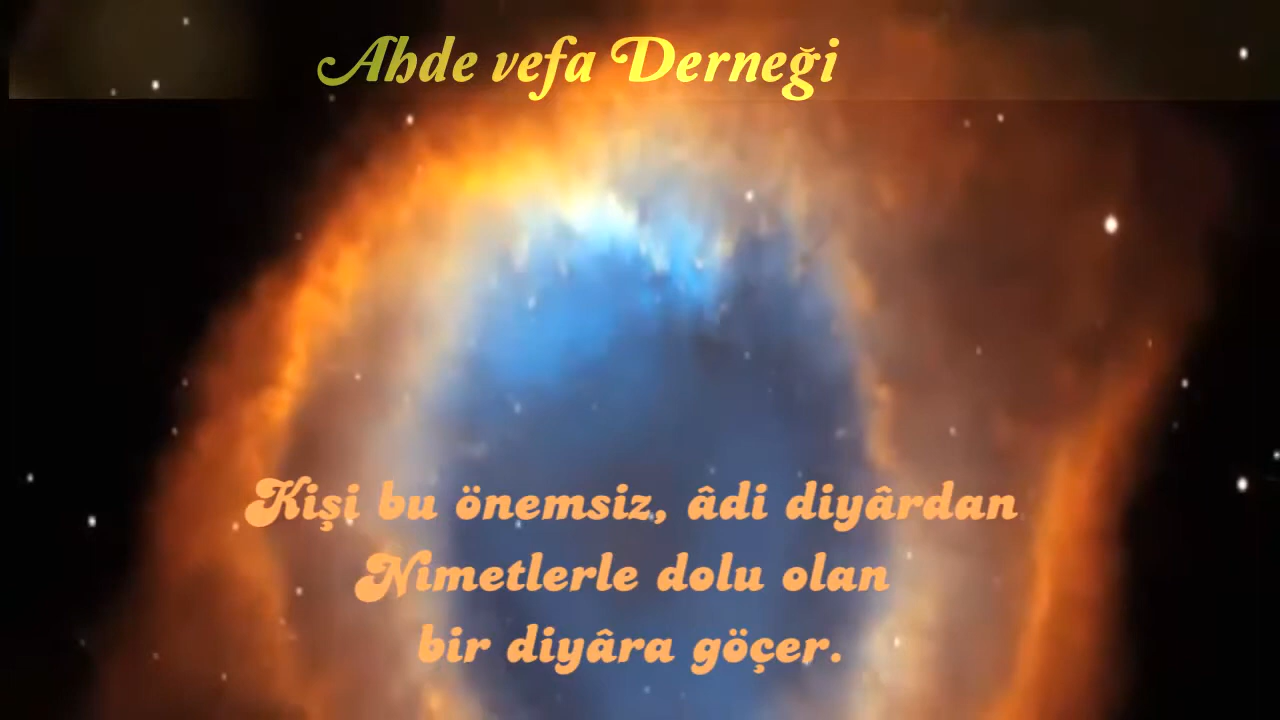 Ahde vefa Derneği
Kişi bu önemsiz, âdi diyârdan
Nimetlerle dolu olan
bir diyâra göçer.